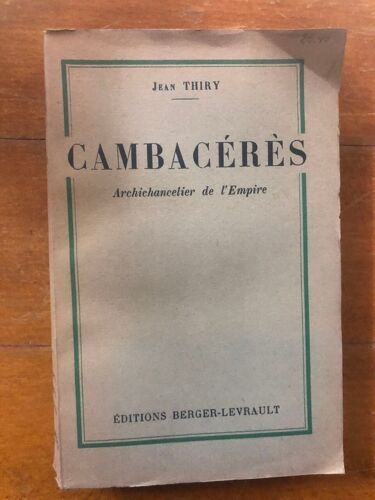 Jean THIRY
CAMBACÉRÈS
Archichancelier de l'Empire
ÉDITIONS BERGER-LEVRAULT